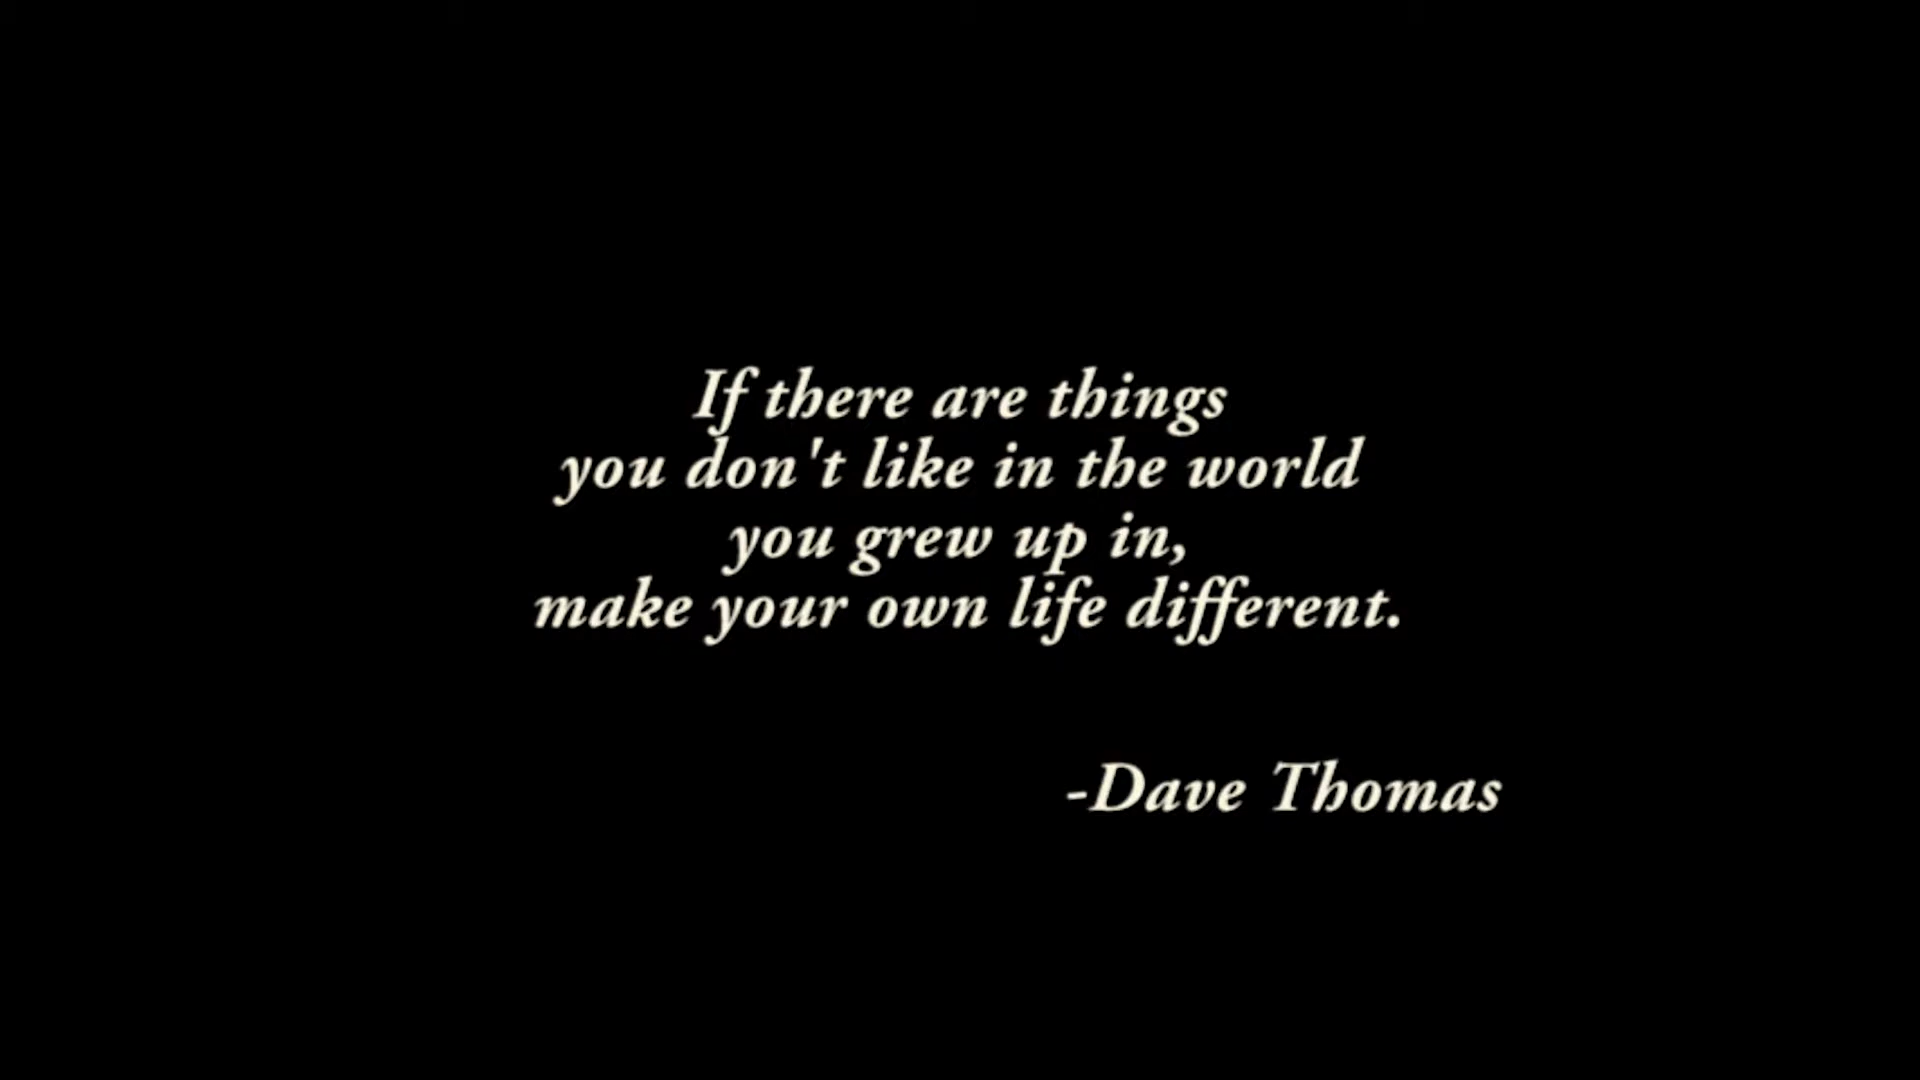 If there are things
you don't like in the world
you grew up in,
make your own life different.
-Dave Thomas